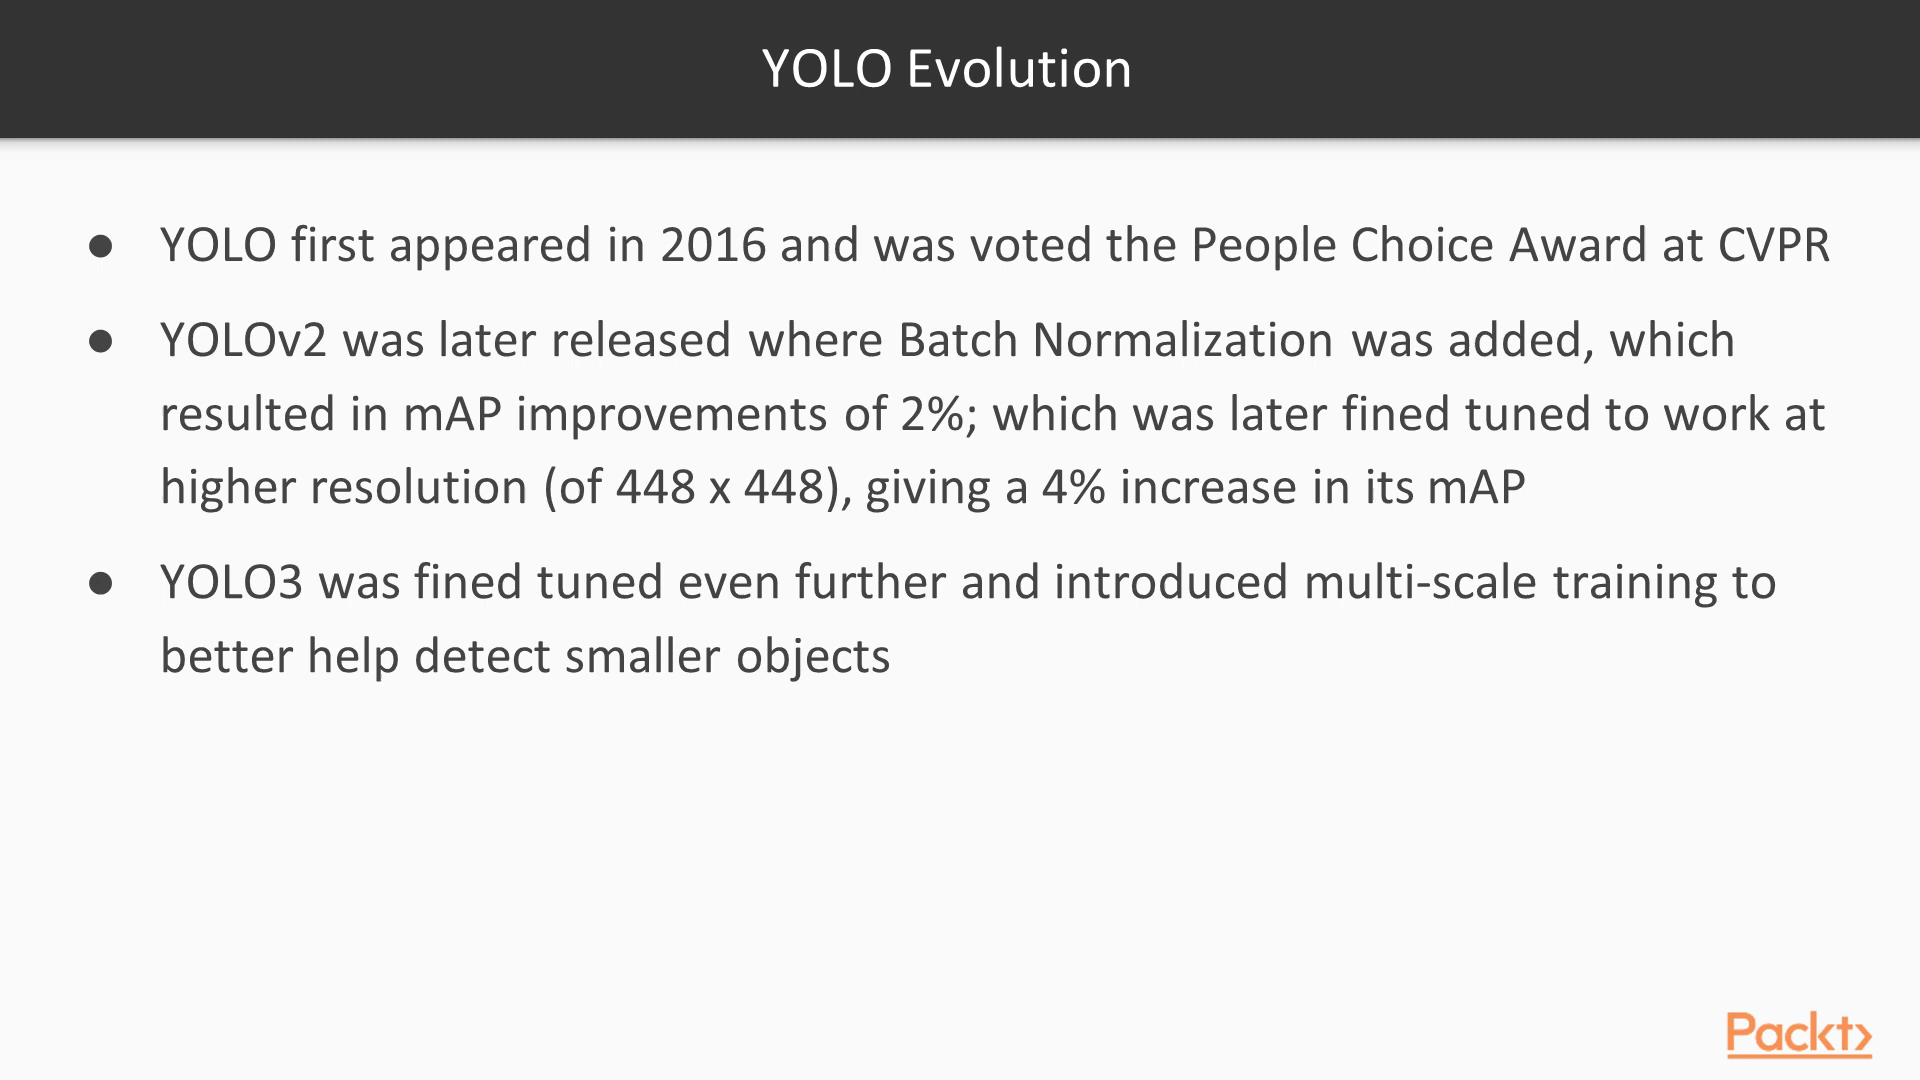 YOLO Evolution
● YOLO first appeared in 2016 and was voted the People Choice Award at CVPR
● YOLOv2 was later released where Batch Normalization was added, which
resulted in mAP improvements of 2%; which was later fined tuned to work at
higher resolution (of 448 x 448), giving a 4% increase in its mAP
● YOLO3 was fined tuned even further and introduced multi-scale training to
better help detect smaller objects
Packt>